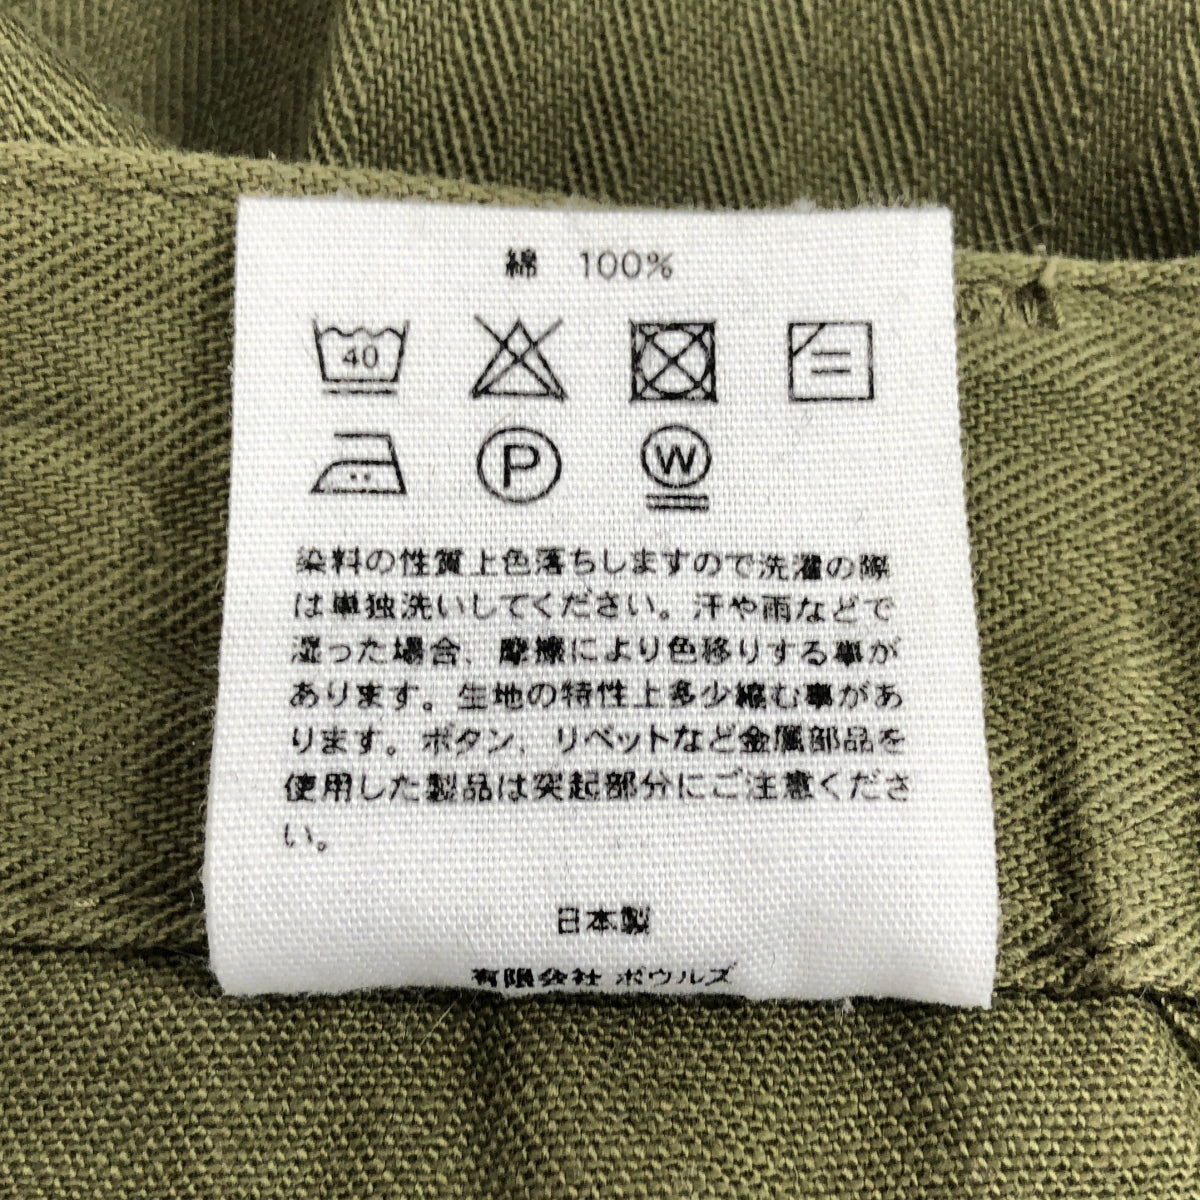 綿 100%
40
P W
染料の性質上色落ちしますので洗濯の際
は単独洗いしてください。汗や雨などで
湿った場合、摩擦により色移りする事が
あります。生地の特性上多少縮む事があ
ります。ボタン、リベットなど金属部品を
使用した製品は突起部分にご注意くださ
い。
日本製
有限会社 ボウルズ